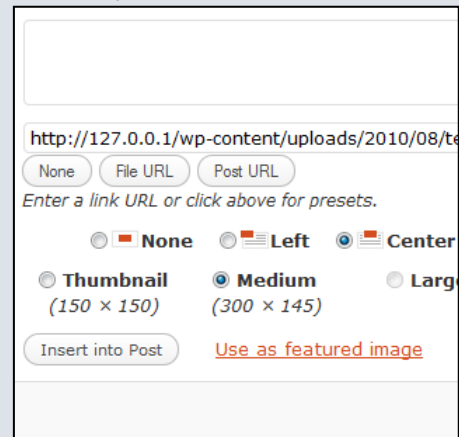 http://127.0.0.1/wp-content/uploads/2010/08/te
None File URL Post URL
Enter a link URL or click above for presets.
None Left Center
Thumbnail Medium Larg
(150 × 150) (300 × 145)
Insert into Post Use as featured image